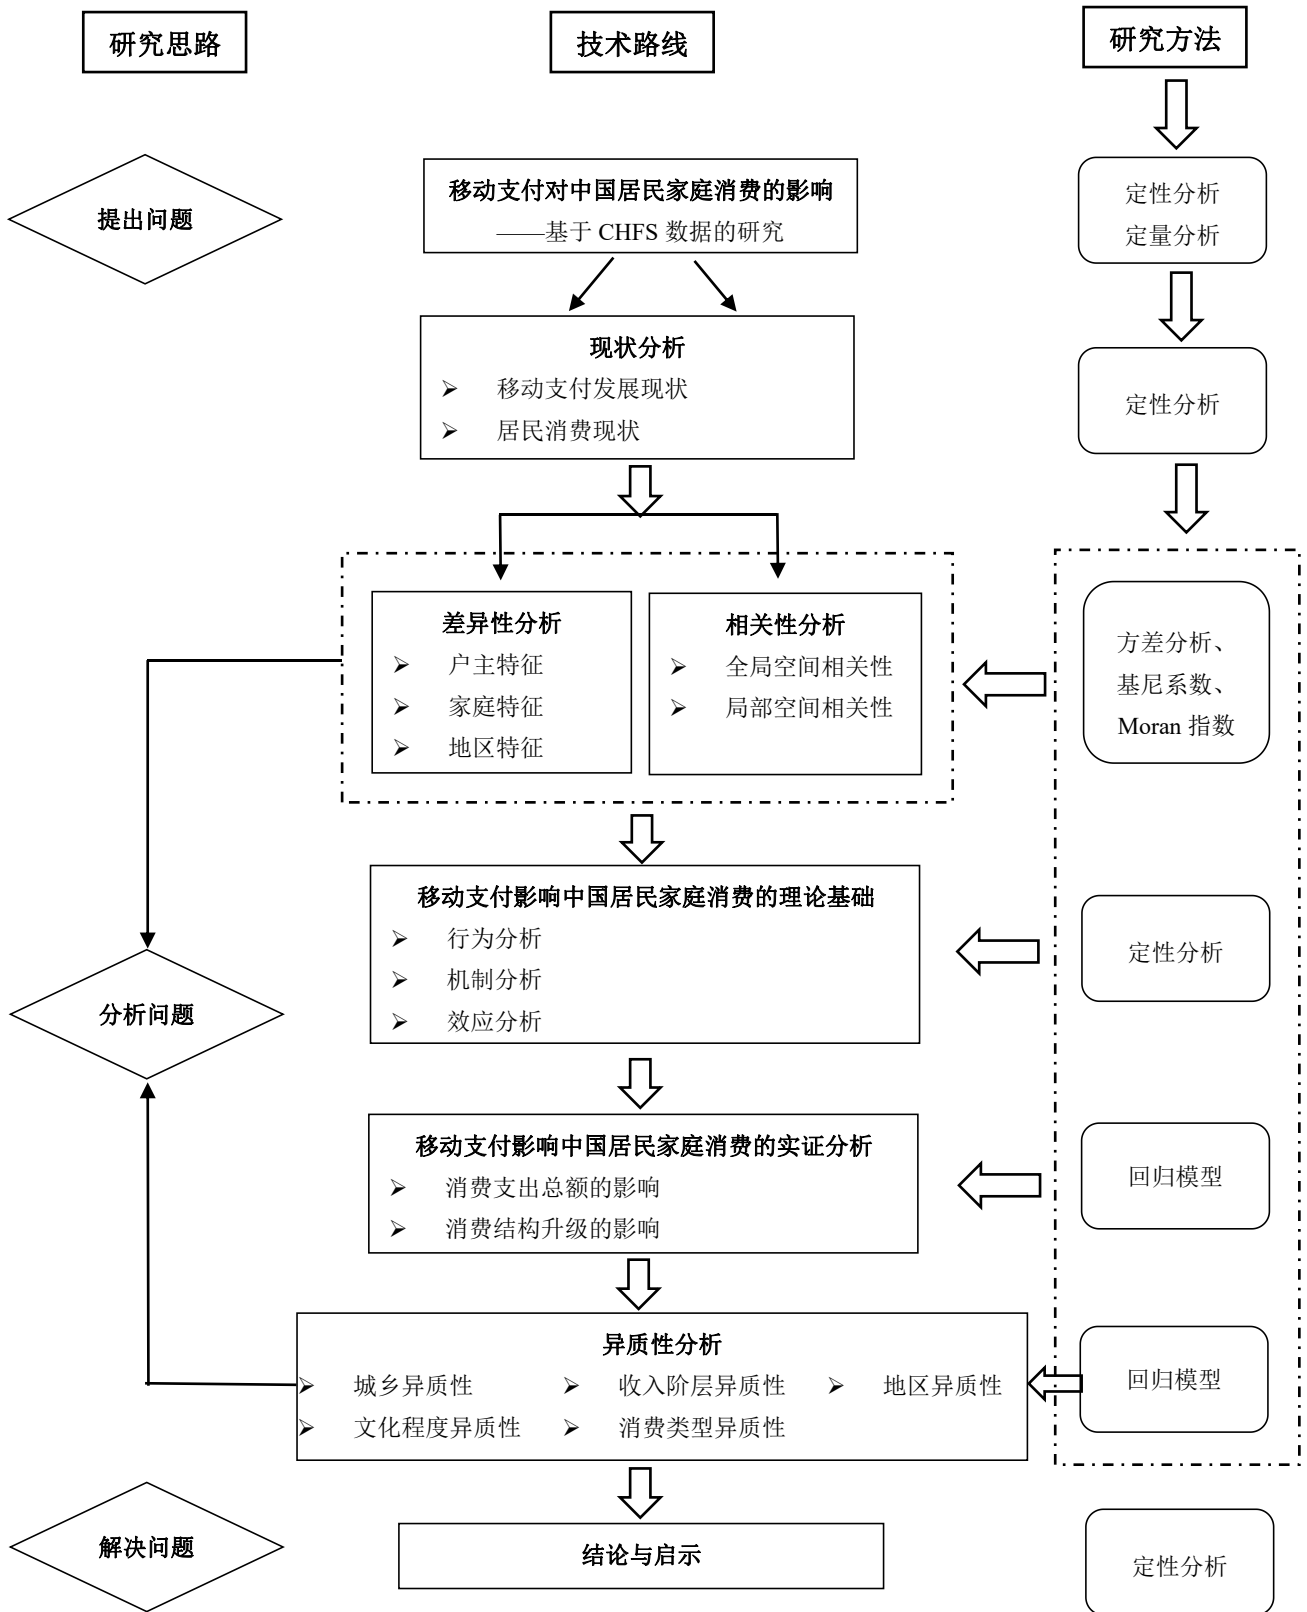 研究思路
技术路线
研究方法
提出问题
移动支付对中国居民家庭消费的影响
——基于 CHFS 数据的研究
定性分析
定量分析
现状分析
➢ 移动支付发展现状
➢ 居民消费现状
定性分析
差异性分析
➢ 户主特征
➢ 家庭特征
➢ 地区特征
相关性分析
➢ 全局空间相关性
➢ 局部空间相关性
方差分析、
基尼系数、
Moran 指数
分析问题
移动支付影响中国居民家庭消费的理论基础
➢ 行为分析
➢ 机制分析
➢ 效应分析
定性分析
移动支付影响中国居民家庭消费的实证分析
➢ 消费支出总额的影响
➢ 消费结构升级的影响
回归模型
异质性分析
➢ 城乡异质性 ➢ 收入阶层异质性 ➢ 地区异质性
➢ 文化程度异质性 ➢ 消费类型异质性
回归模型
解决问题
结论与启示
定性分析